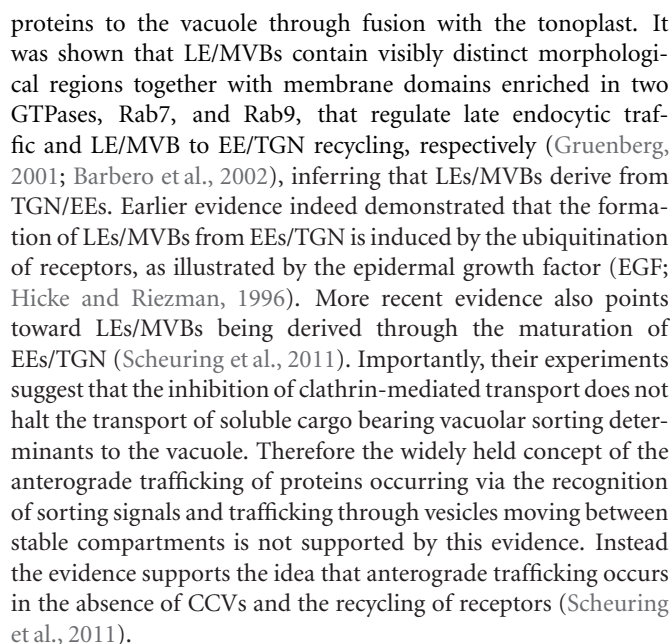 proteins to the vacuole through fusion with the tonoplast. It
was shown that LE/MVBs contain visibly distinct morphologi-
cal regions together with membrane domains enriched in two
GTPases, Rab7, and Rab9, that regulate late endocytic traf-
fic and LE/MVB to EE/TGN recycling, respectively (Gruenberg,
2001; Barbero et al., 2002), inferring that LEs/MVBs derive from
TGN/EEs. Earlier evidence indeed demonstrated that the forma-
tion of LEs/MVBs from EEs/TGN is induced by the ubiquitination
of receptors, as illustrated by the epidermal growth factor (EGF;
Hicke and Riezman, 1996). More recent evidence also points
toward LEs/MVBs being derived through the maturation of
EEs/TGN (Scheuring et al., 2011). Importantly, their experiments
suggest that the inhibition of clathrin-mediated transport does not
halt the transport of soluble cargo bearing vacuolar sorting deter-
minants to the vacuole. Therefore the widely held concept of the
anterograde trafficking of proteins occurring via the recognition
of sorting signals and trafficking through vesicles moving between
stable compartments is not supported by this evidence. Instead
the evidence supports the idea that anterograde trafficking occurs
in the absence of CCVs and the recycling of receptors (Scheuring
et al., 2011).